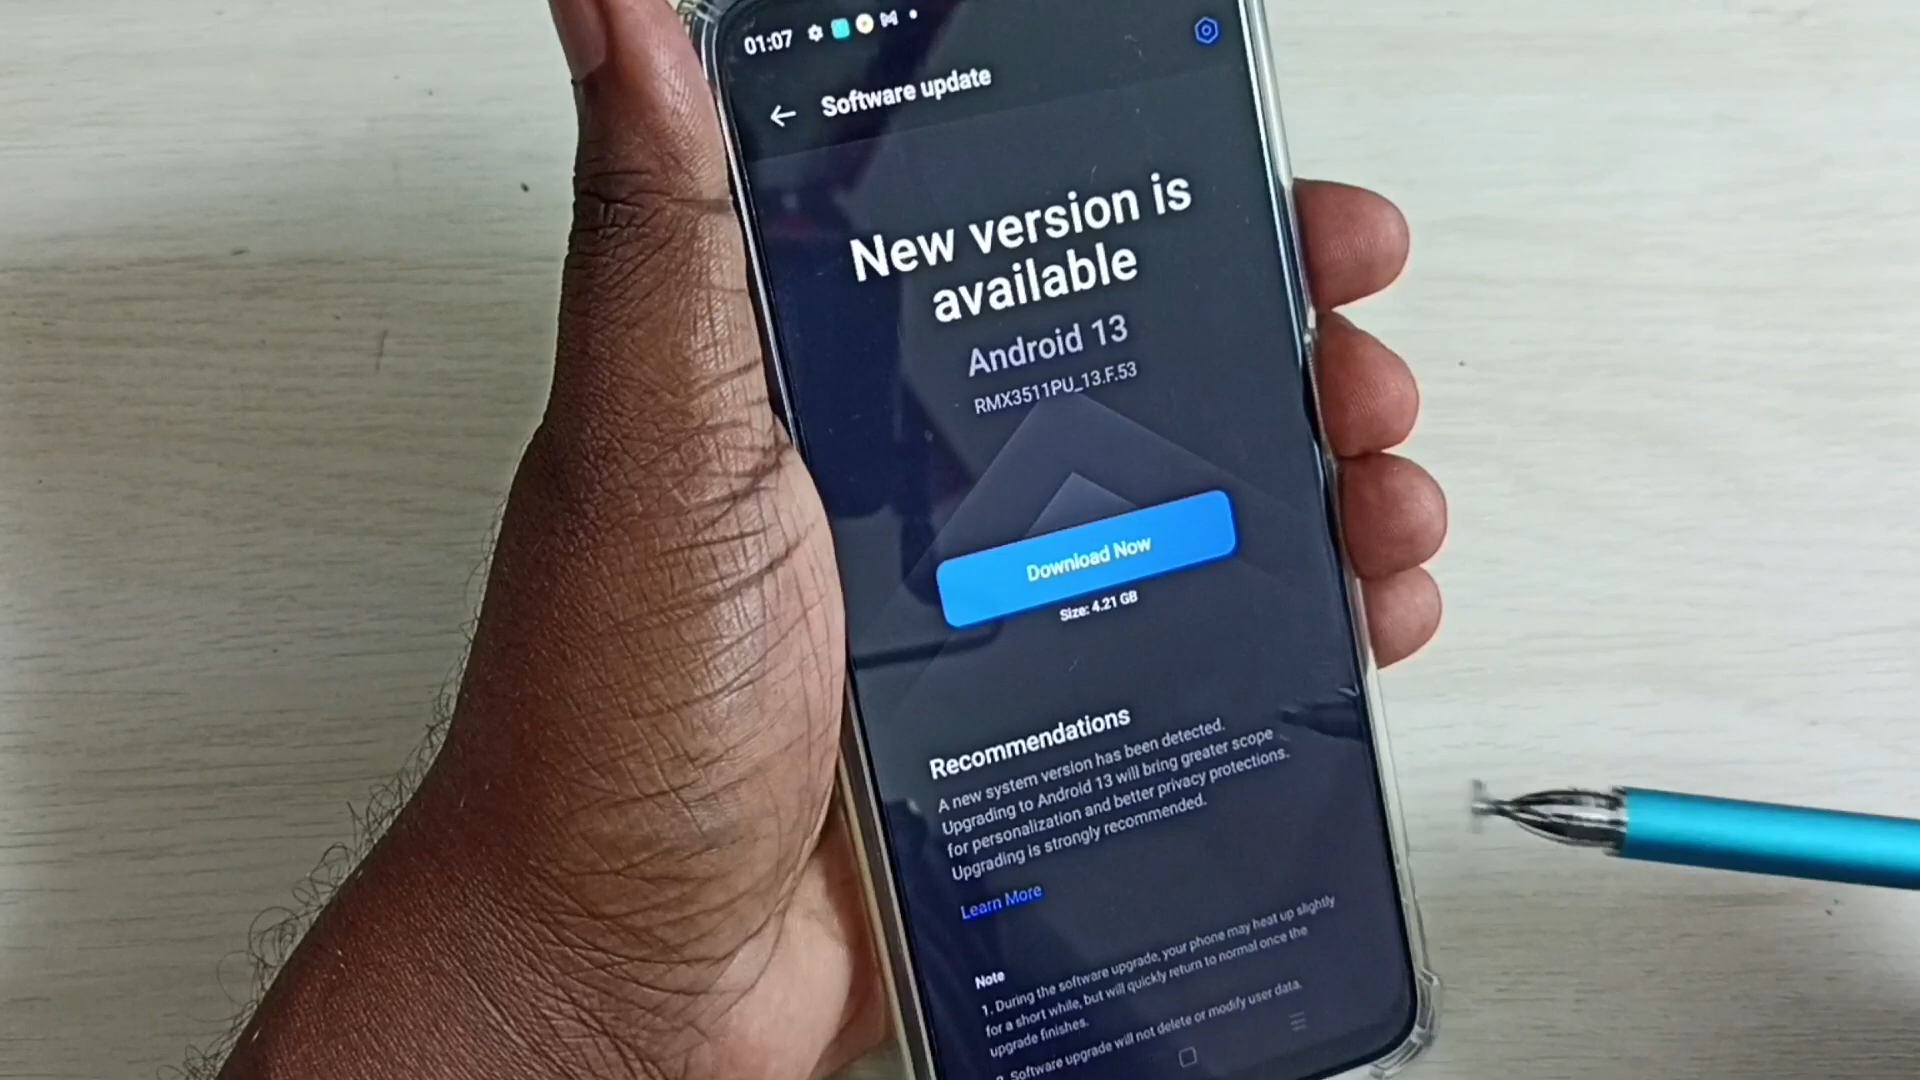 01:07
Software update
New version is
available
Android 13
RMX3511PU_13.F.53
Download Now
Size: 4.21 GB
Recommendations
A new system version has been detected.
Upgrading to Android 13 will bring greater scope
for personalization and better privacy protections.
Upgrading is strongly recommended.
Learn More
Note
1. During the software upgrade, your phone may heat up slightly
for a short while, but will quickly return to normal once the
upgrade finishes.
2. Software upgrade will not delete or modify user data.